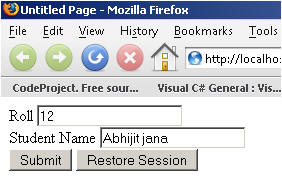 Untitled Page - Mozilla Firefox
File Edit View History Bookmarks Tools
http://localho
CodeProject. Free sour... Visual C# General : Vis...
Roll 12
Student Name Abhijit jana
Submit Restore Session